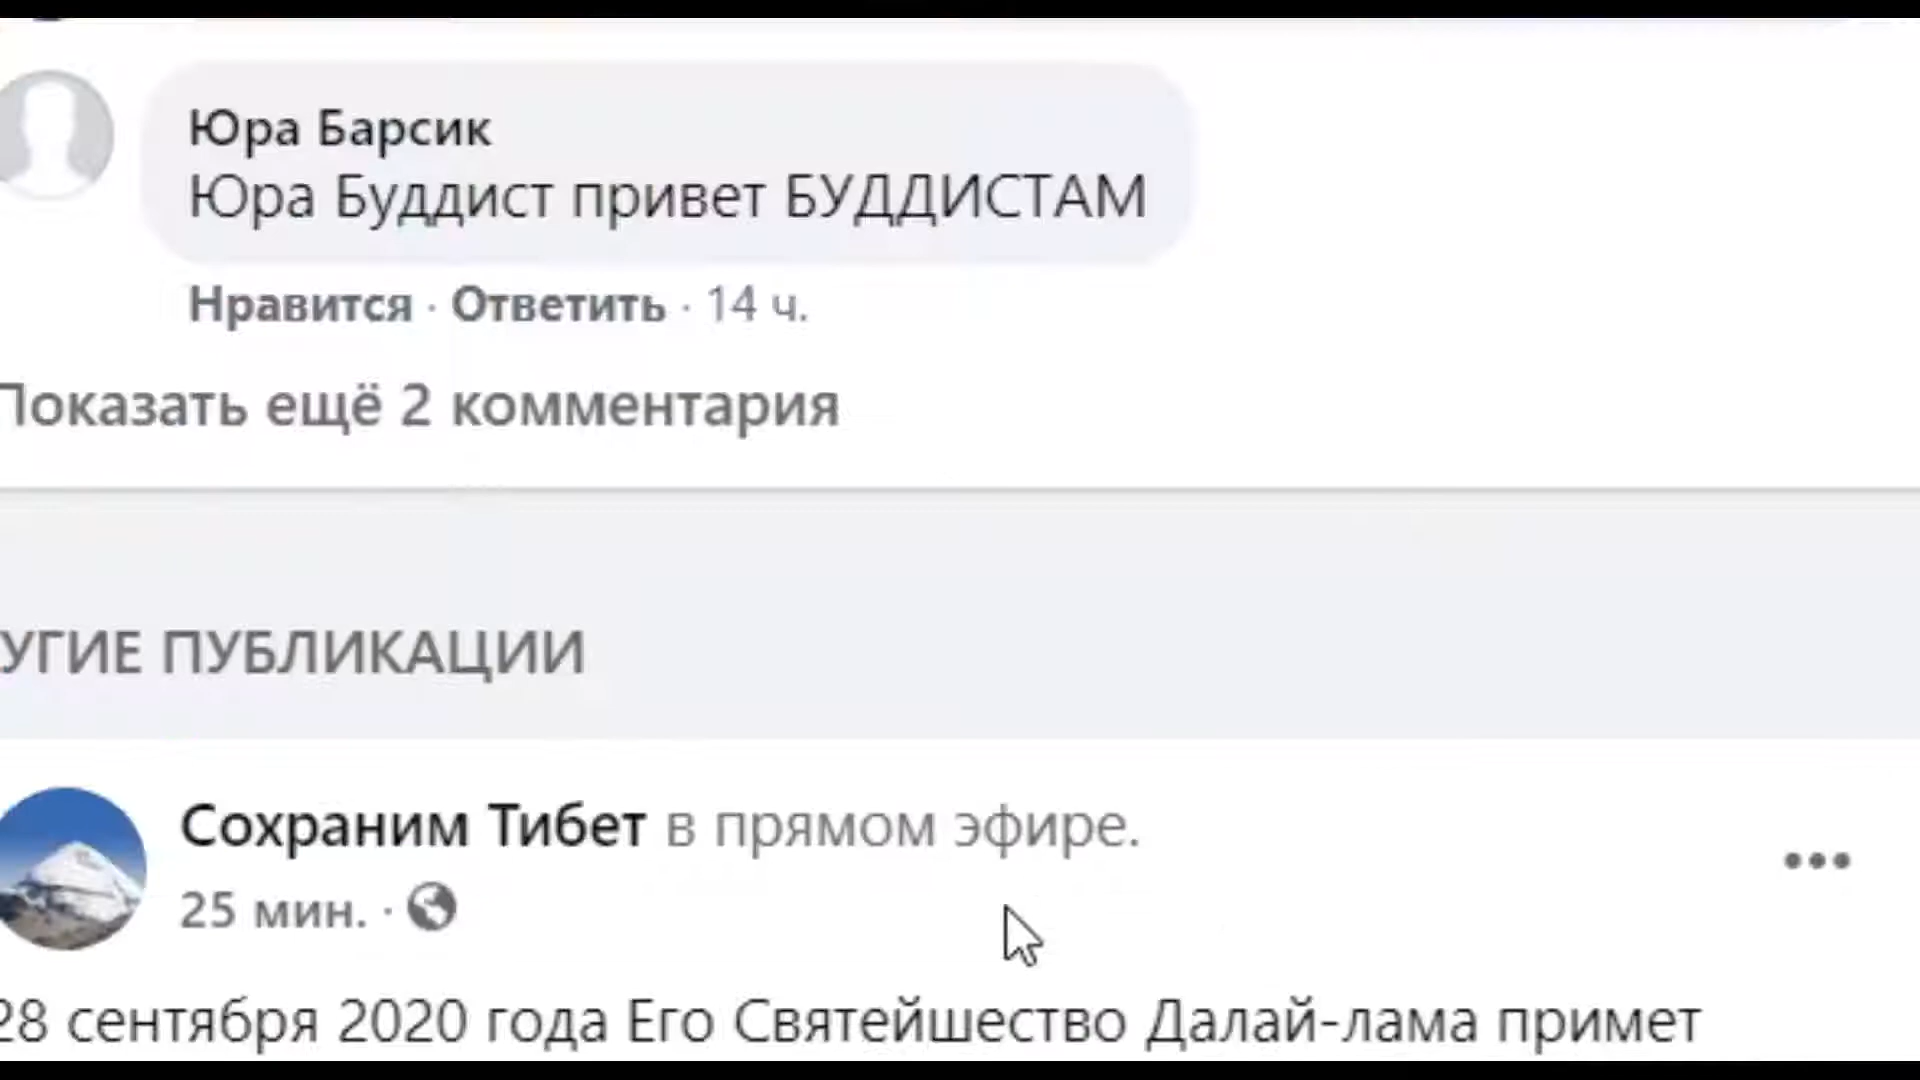 Юра Барсик
Юра Буддист привет БУДДИСТАМ
Нравится · Ответить · 14 ч.
Показать ещё 2 комментария
УГИЕ ПУБЛИКАЦИИ
Сохраним Тибет в прямом эфире.
25 мин. ·
28 сентября 2020 года Его Святейшество Далай-лама примет